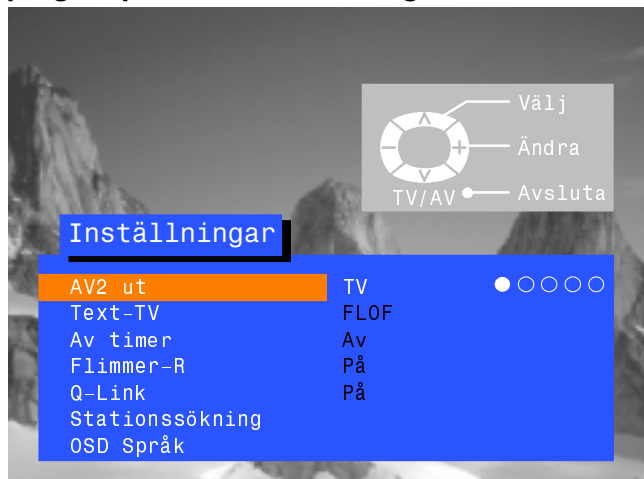 Välj
Ändra
TV/AV Avsluta
Inställningar
AV2 ut TV
Text-TV FLOF
Av timer Av
Flimmer-R På
Q-Link På
Stationssökning
OSD Språk